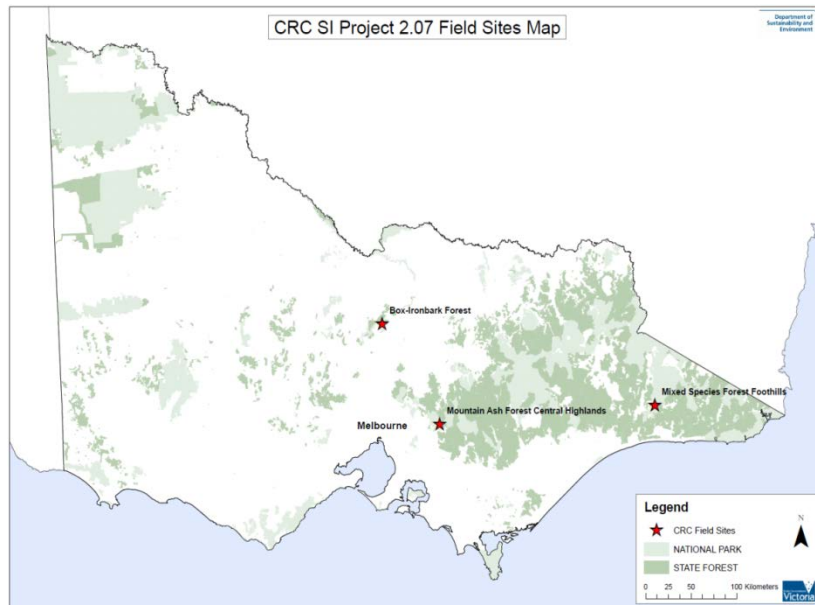 CRC SI Project 2.07 Field Sites Map
Department of
Sustainability and
Environment
Box-Ironbark Forest
Mixed Species Forest Foothills
Mountain Ash Forest Central Highlands
Melbourne
Legend
CRC Field Sites
NATIONAL PARK
STATE FOREST
N
0 25 50 100 Kilometers
Victoria